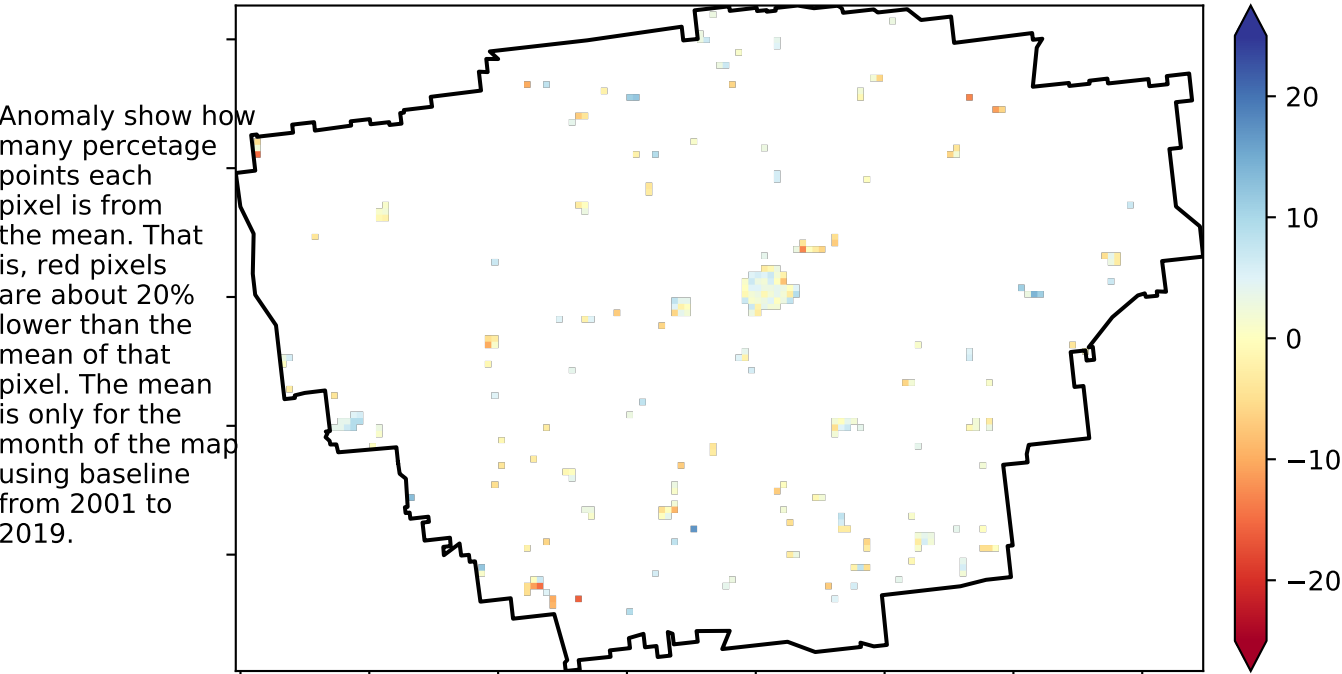 Anomaly show how
many percetage
points each
pixel is from
the mean. That
is, red pixels
are about 20%
lower than the
mean of that
pixel. The mean
is only for the
month of the map
using baseline
from 2001 to
2019.
20
10
0
−10
−20